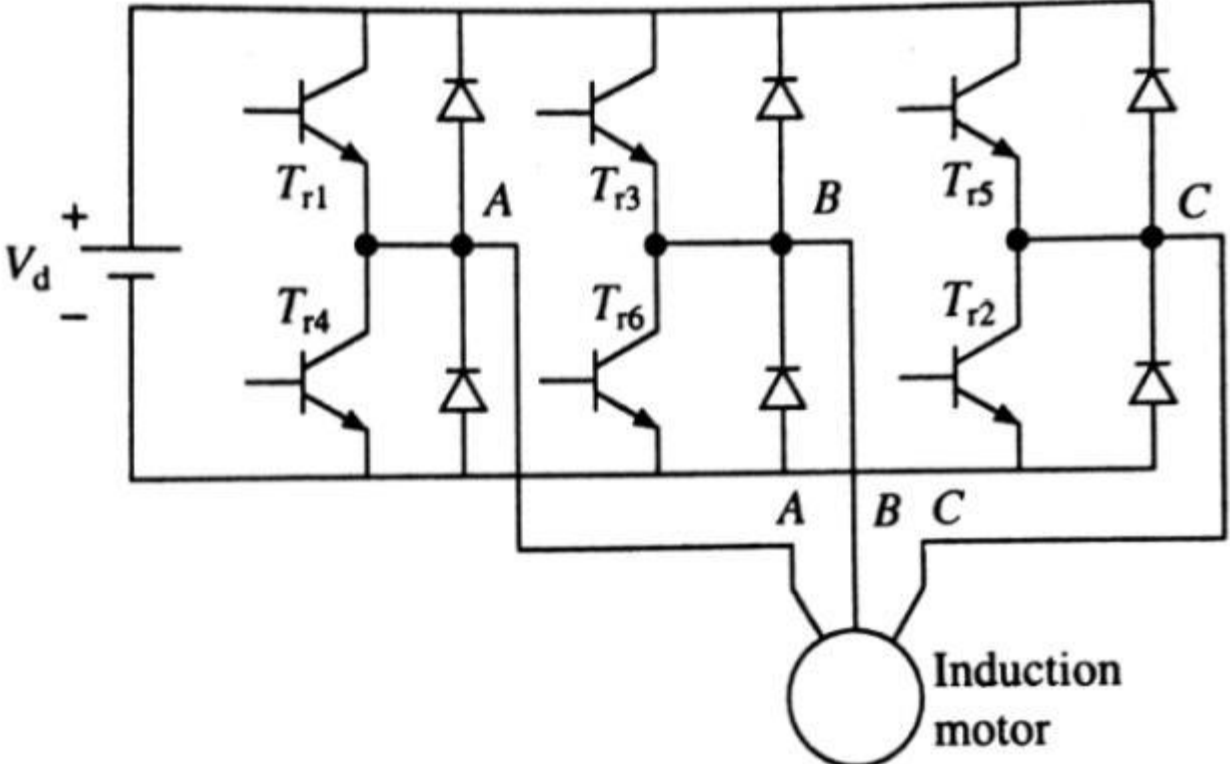 T_r1 A T_r3 B T_r5 C
+
V_d
−
T_r4 T_r6 T_r2
A B C
Induction
motor